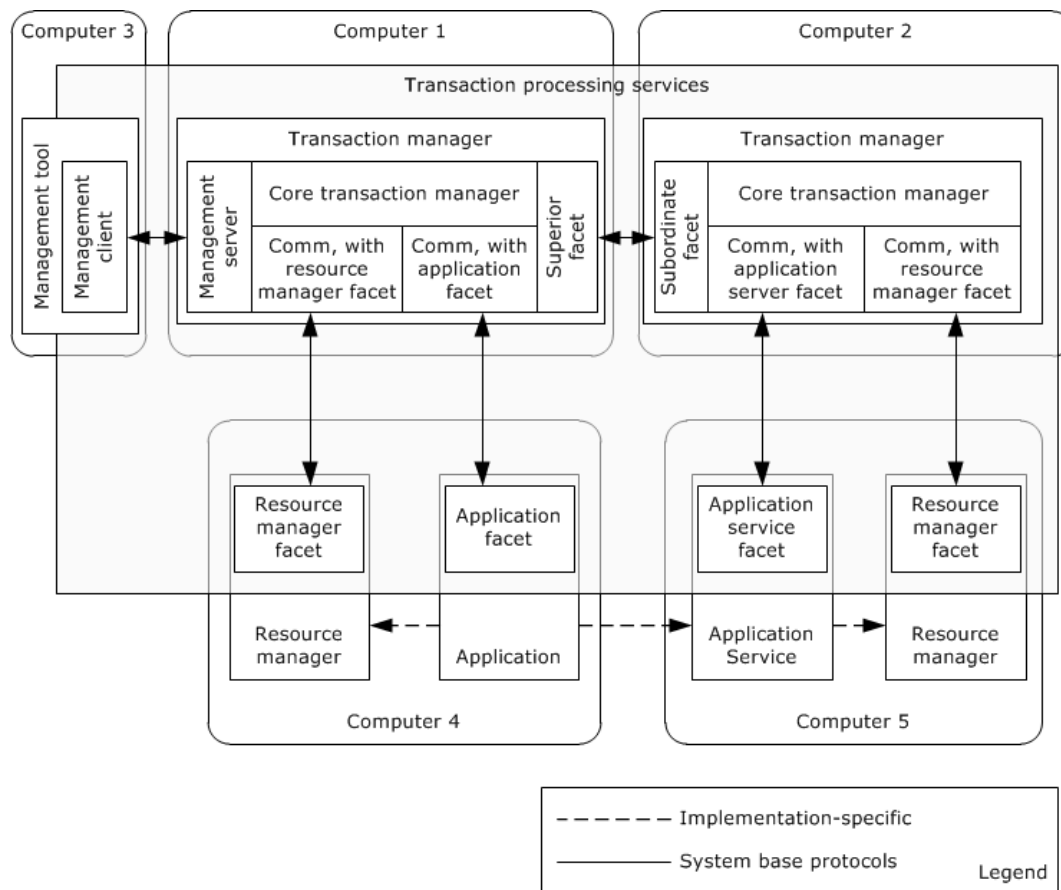 Computer 3
Computer 1
Computer 2
Transaction processing services
Management tool
Management
client
Transaction manager
Management
server
Core transaction manager
Comm, with
resource
manager facet
Comm, with
application
facet
Superior
facet
Transaction manager
Subordinate
facet
Core transaction manager
Comm, with
application
server facet
Comm, with
resource
manager facet
Resource
manager
facet
Application
facet
Application
service
facet
Resource
manager
facet
Resource
manager
Application
Application
Service
Resource
manager
Computer 4
Computer 5
Implementation-specific
System base protocols
Legend